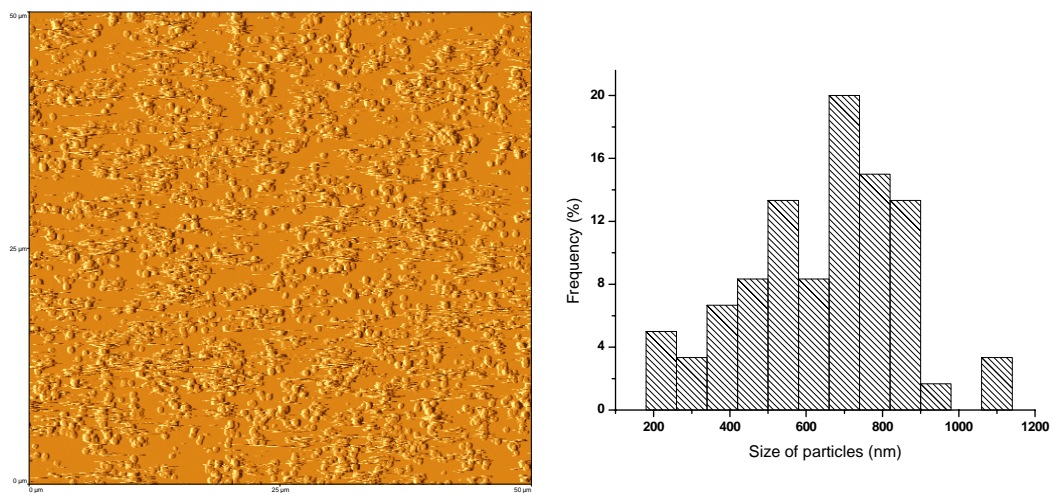 50 µm
25 µm
0 µm
0 µm 25 µm 50 µm
20
16
12
8
4
0
Frequency (%)
200 400 600 800 1000 1200
Size of particles (nm)